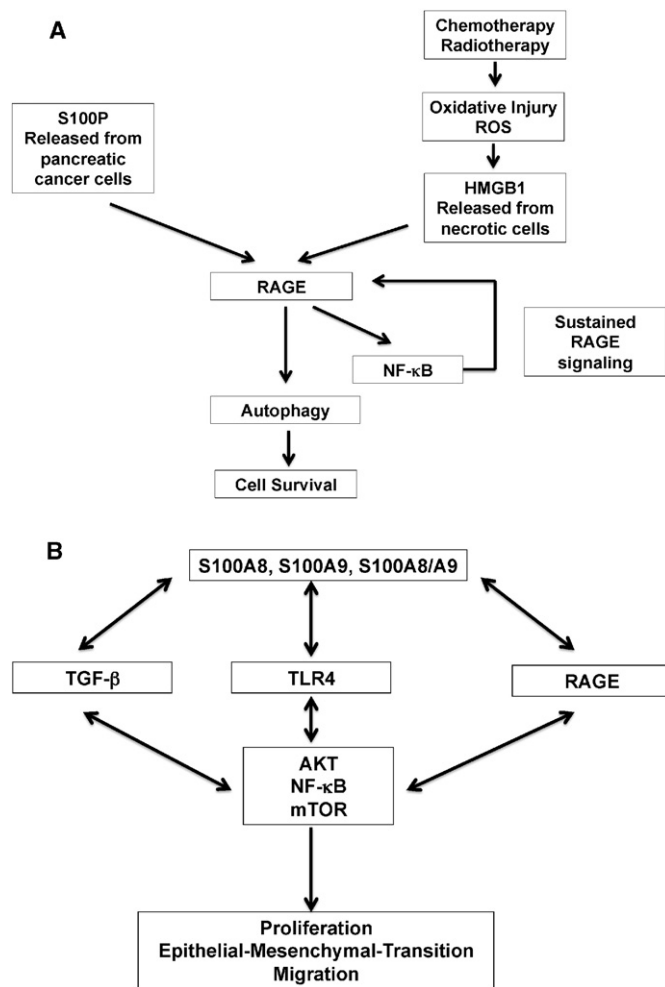 A
Chemotherapy
Radiotherapy
Oxidative Injury
ROS
S100P
Released from
pancreatic
cancer cells
HMGB1
Released from
necrotic cells
RAGE
Sustained
RAGE
signaling
NF-κB
Autophagy
Cell Survival
B
S100A8, S100A9, S100A8/A9
TGF-β
TLR4
RAGE
AKT
NF-κB
mTOR
Proliferation
Epithelial-Mesenchymal-Transition
Migration